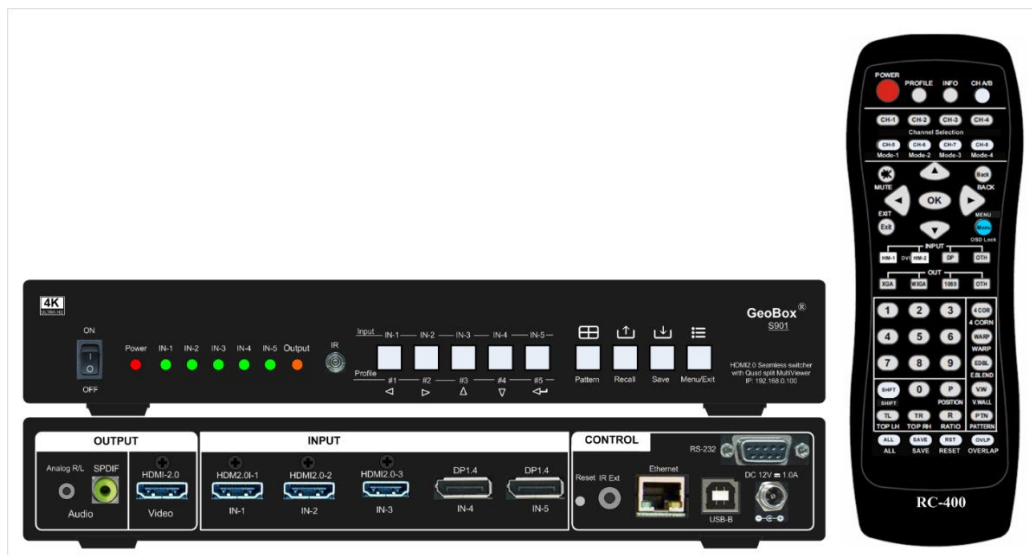 4K
ULTRA HD
ON
OFF
Power IN-1 IN-2 IN-3 IN-4 IN-5 Output
IR
Input IN-1 IN-2 IN-3 IN-4 IN-5
Profile #1 #2 #3 #4 #5
Pattern Recall Save Menu/Exit
GeoBox®
S901
HDMI2.0 Seamless switcher
with Quad split MultiViewer
IP: 192.168.0.100
OUTPUT
Analog R/L SPDIF
Audio
HDMI-2.0
Video
INPUT
HDM2.0I-1 HDMI2.0-2 HDMI2.0-3 DP1.4 DP1.4
IN-1 IN-2 IN-3 IN-4 IN-5
CONTROL
RS-232
Reset IR Ext
Ethernet
USB-B
DC 12V 1.0A
POWER PROFILE INFO CH A/B
CH-1 CH-2 CH-3 CH-4
Channel Selection
CH-5 CH-6 CH-7 CH-8
Mode-1 Mode-2 Mode-3 Mode-4
MUTE
Back
BACK
OK
EXIT
Exit
MENU
Menu
OSD Lock
INPUT
HM-1 DVI HM-2 DP OTH
OUT
XGA WXGA 1080 OTH
1 2 3 4 COR
4 CORN
4 5 6 WARP
WARP
7 8 9 EDBL
E.BLEND
SHFT 0 P V.W
SHIFT POSITION V.WALL
TL TR R PTN
TOP LH TOP RH RATIO PATTERN
ALL SAVE RST OVLP
ALL SAVE RESET OVERLAP
RC-400